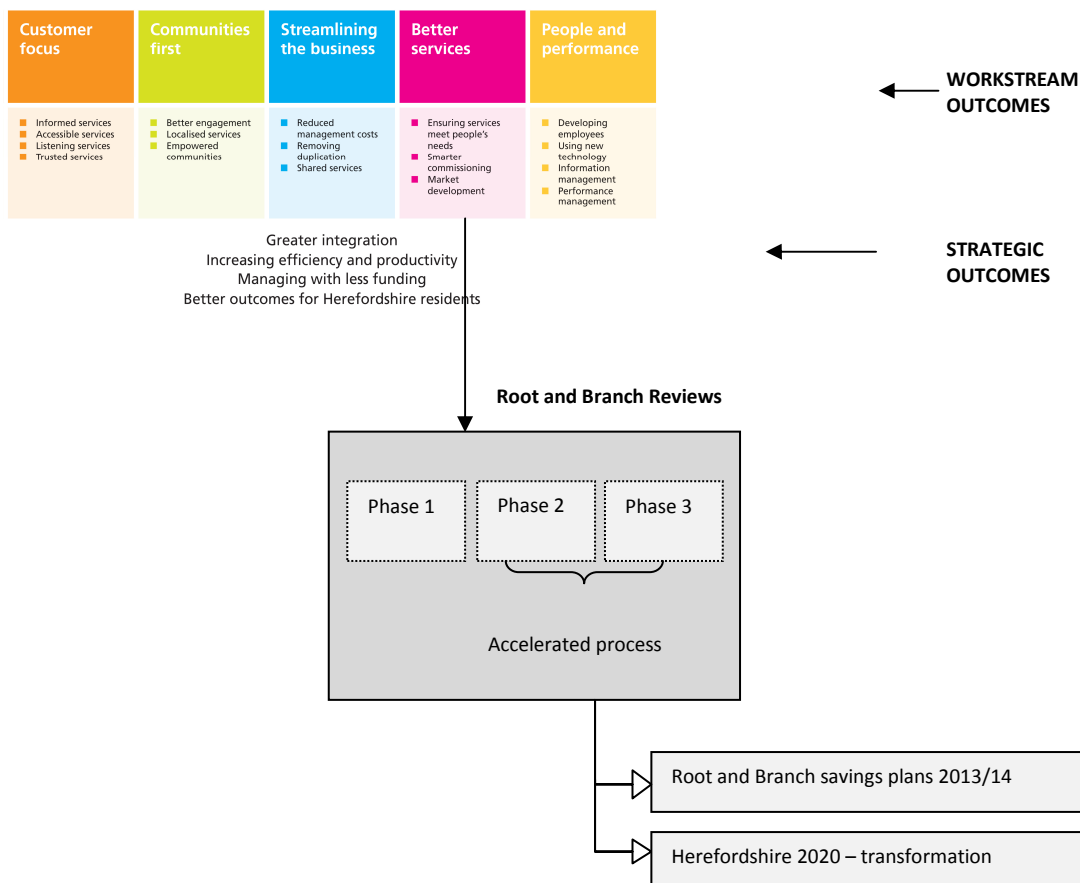 Customer
focus
Communities
first
Streamlining
the business
Better
services
People and
performance
WORKSTREAM
OUTCOMES
Informed services
Accessible services
Listening services
Trusted services
Better engagement
Localised services
Empowered
communities
Reduced
management costs
Removing
duplication
Shared services
Ensuring services
meet people's
needs
Smarter
commissioning
Market
development
Developing
employees
Using new
technology
Information
management
Performance
management
Greater integration
Increasing efficiency and productivity
Managing with less funding
Better outcomes for Herefordshire residents
STRATEGIC
OUTCOMES
Root and Branch Reviews
Phase 1
Phase 2
Phase 3
Accelerated process
Root and Branch savings plans 2013/14
Herefordshire 2020 – transformation